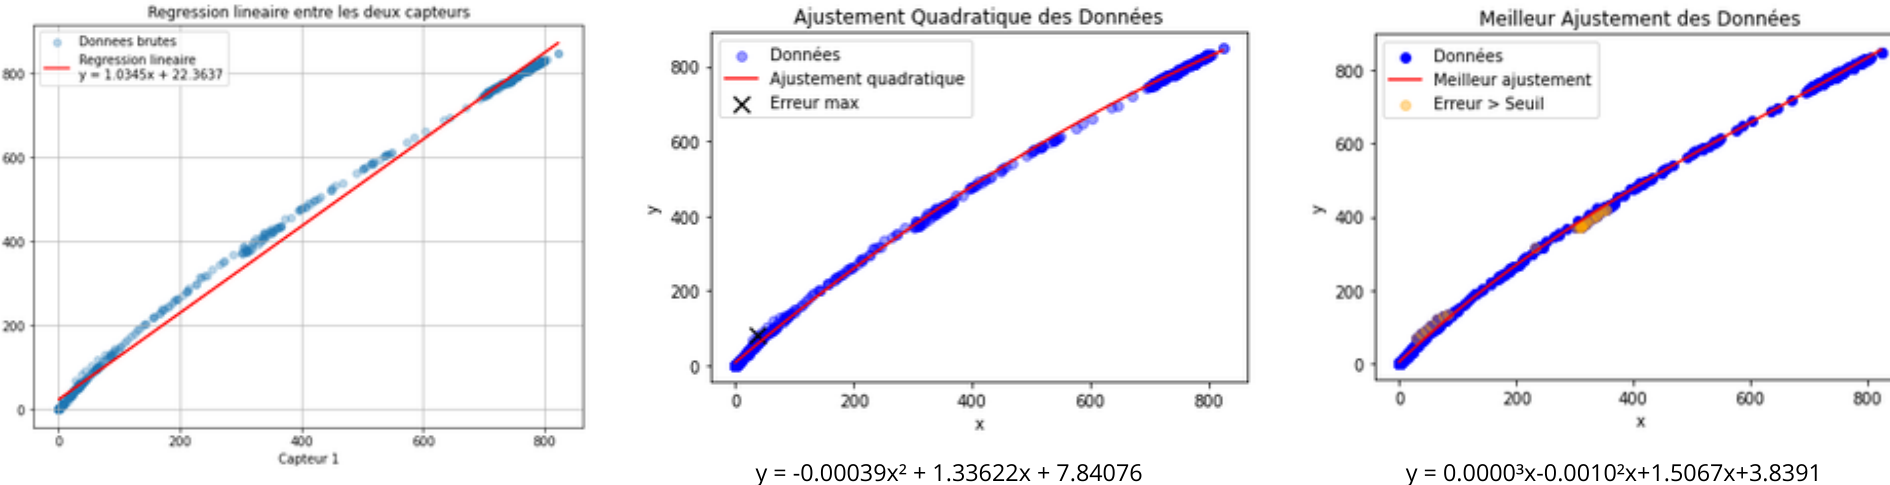 Regression lineaire entre les deux capteurs
Donnees brutes
Regression lineaire
y = 1.0345x + 22.3637
800
600
400
200
0
0 200 400 600 800
Capteur 1
Ajustement Quadratique des Données
Données
Ajustement quadratique
Erreur max
800
600
400
200
0
y
0 200 400 600 800
x
y = -0.00039x² + 1.33622x + 7.84076
Meilleur Ajustement des Données
Données
Meilleur ajustement
Erreur > Seuil
800
600
400
200
0
y
0 200 400 600 800
x
y = 0.0000³x-0.0010²x+1.5067x+3.8391